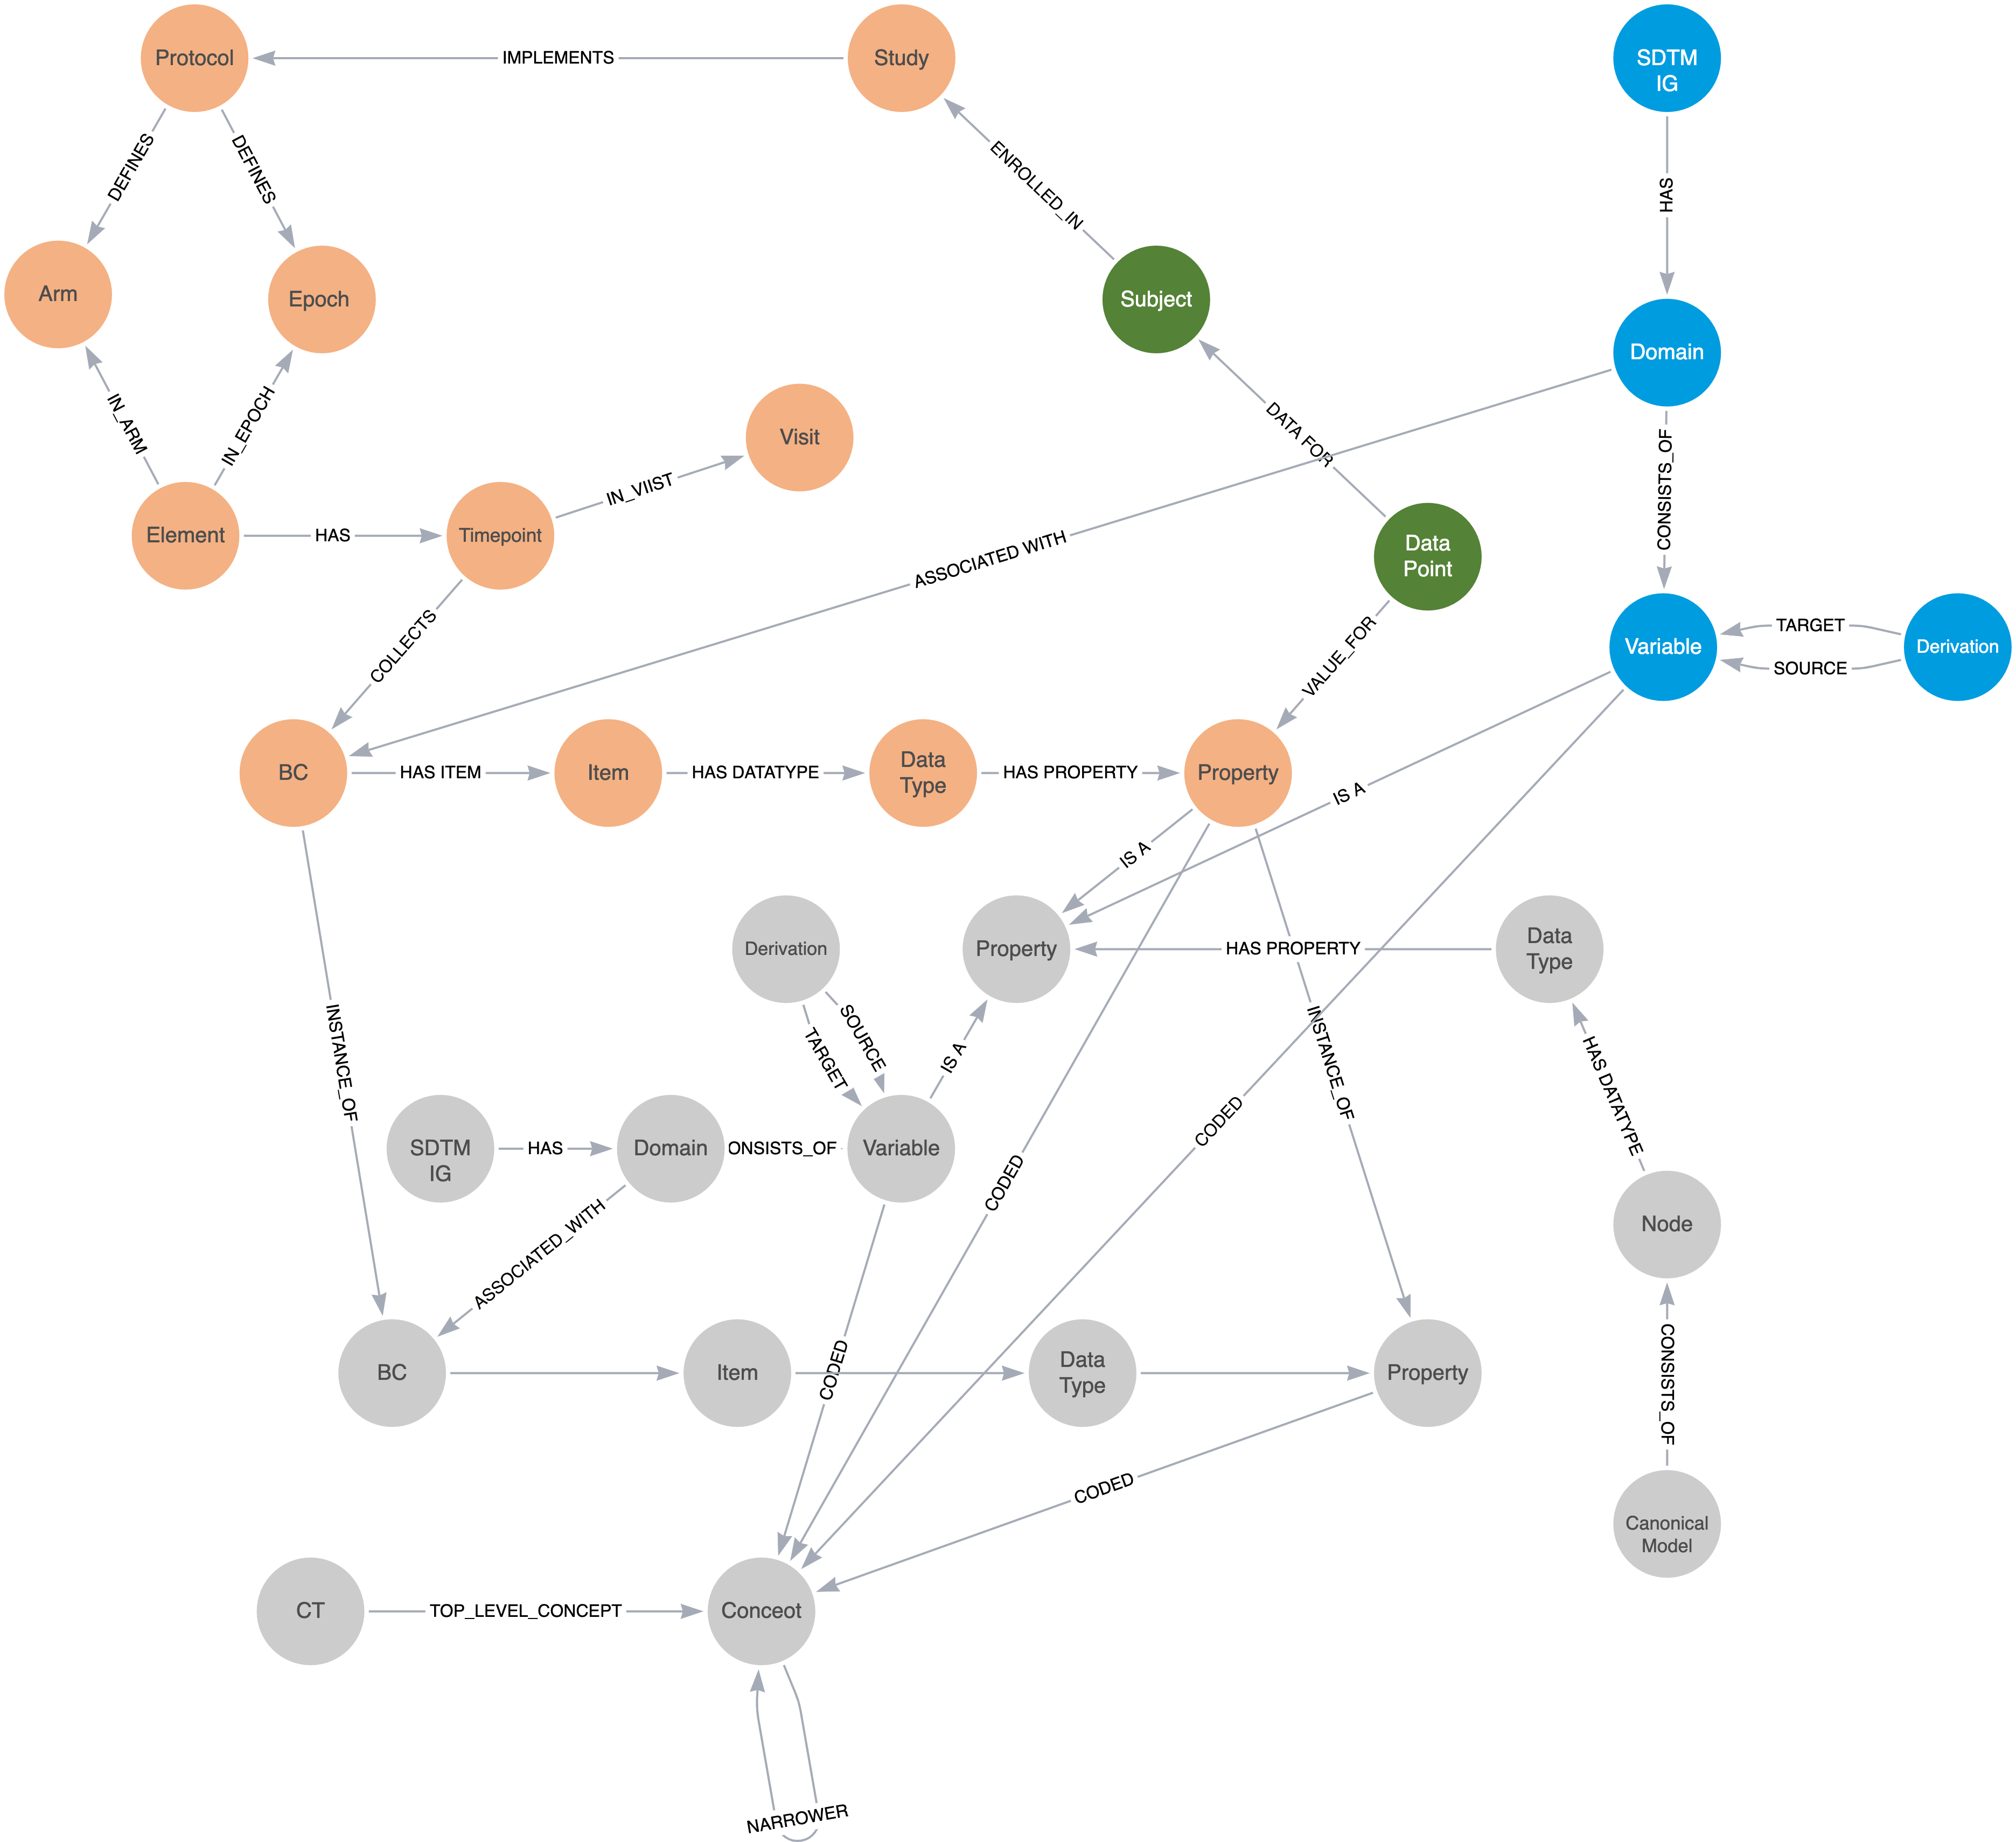 Protocol
IMPLEMENTS
Study
SDTM
IG
DEFINES
DEFINES
ENROLLED_IN
HAS
Arm
Epoch
Subject
Domain
IN_ARM
IN_EPOCH
Visit
DATA FOR
CONSISTS_OF
Element
HAS
Timepoint
IN_VIIST
ASSOCIATED WITH
Data
Point
COLLECTS
VALUE_FOR
Variable
TARGET
SOURCE
Derivation
BC
HAS ITEM
Item
HAS DATATYPE
Data
Type
HAS PROPERTY
Property
IS A
IS A
Derivation
Property
HAS PROPERTY
Data
Type
INSTANCE_OF
TARGET
SOURCE
IS A
INSTANCE_OF
HAS DATATYPE
SDTM
IG
HAS
Domain
ONSISTS_OF
Variable
CODED
CODED
Node
ASSOCIATED_WITH
BC
Item
CODED
Data
Type
Property
CONSISTS_OF
CODED
Canonical
Model
CT
TOP_LEVEL_CONCEPT
Conceot
NARROWER